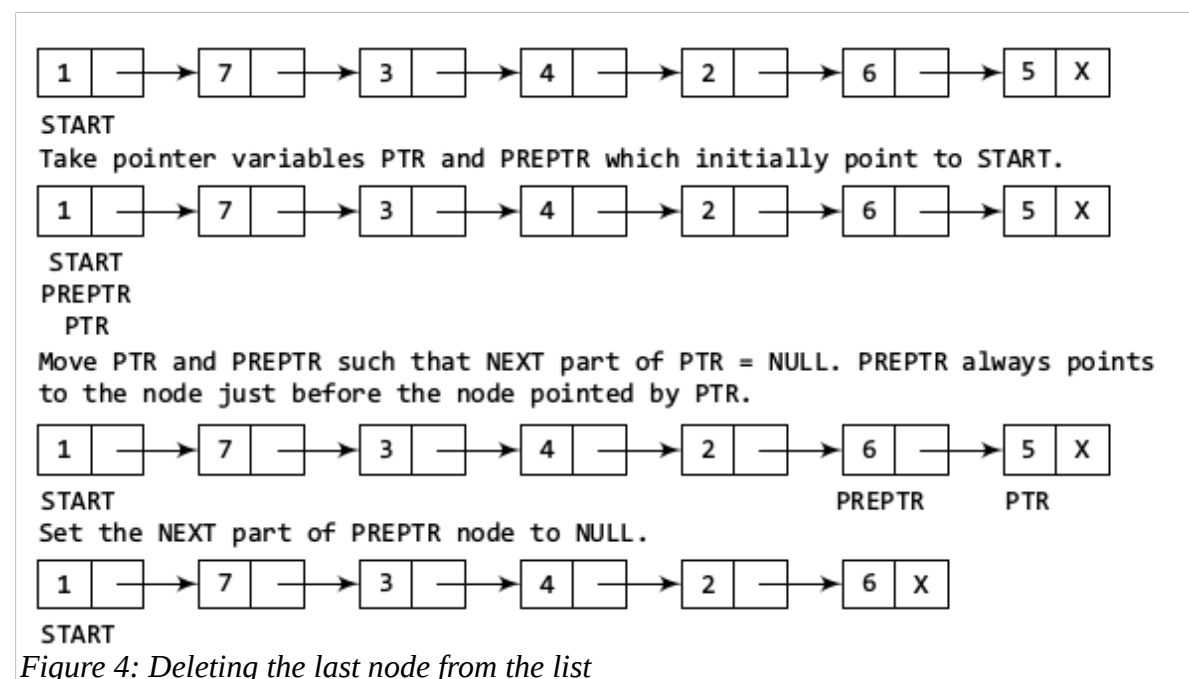 1 7 3 4 2 6 5 X
START
Take pointer variables PTR and PREPTR which initially point to START.
1 7 3 4 2 6 5 X
START
PREPTR
PTR
Move PTR and PREPTR such that NEXT part of PTR = NULL. PREPTR always points
to the node just before the node pointed by PTR.
1 7 3 4 2 6 5 X
START PREPTR PTR
Set the NEXT part of PREPTR node to NULL.
1 7 3 4 2 6 X
START
Figure 4: Deleting the last node from the list